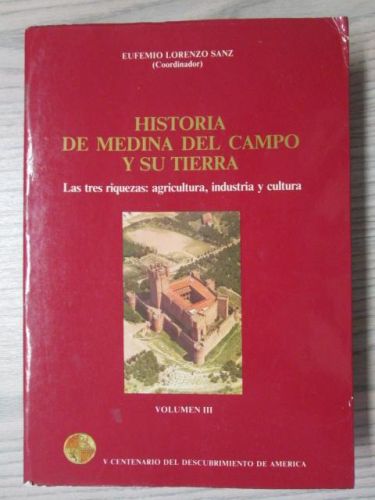 EUFEMIO LORENZO SANZ
(Coordinador)
HISTORIA
DE MEDINA DEL CAMPO
Y SU TIERRA
Las tres riquezas: agricultura, industria y cultura
VOLUMEN III
V CENTENARIO DEL DESCUBRIMIENTO DE AMERICA